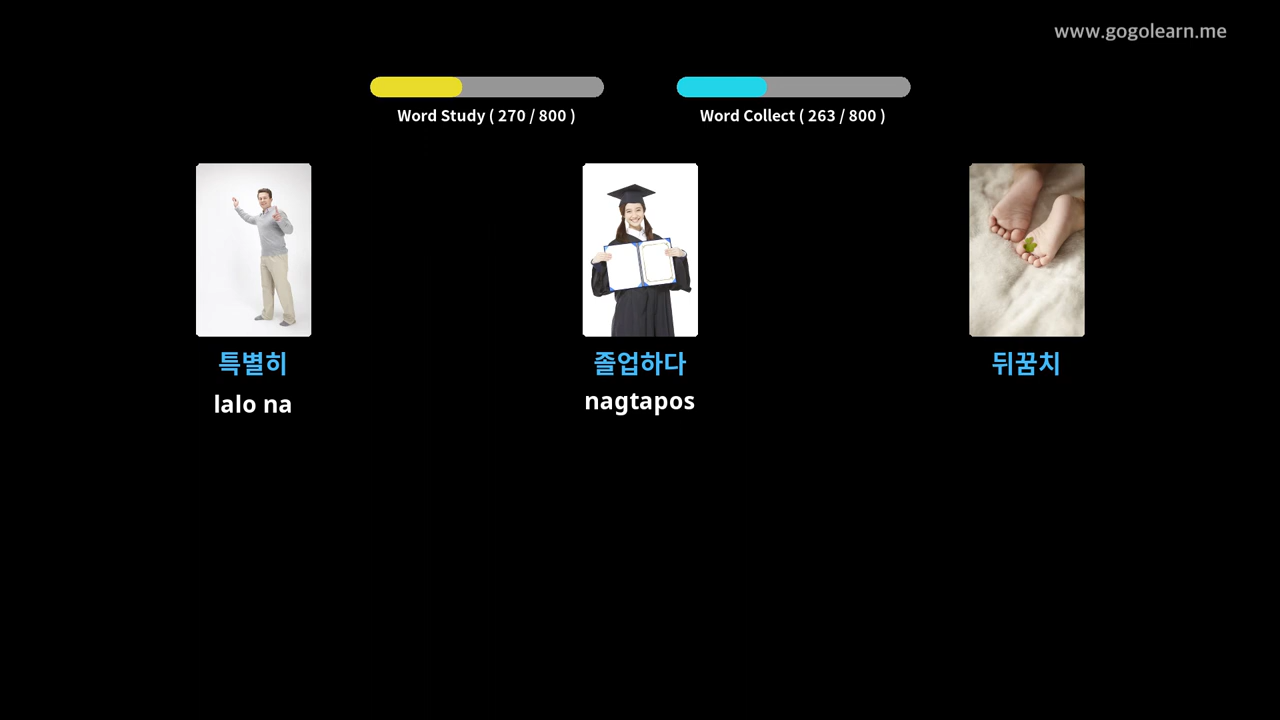 www.gogolearn.me
Word Study ( 270 / 800 )
Word Collect ( 263 / 800 )
특별히
lalo na
졸업하다
nagtapos
뒤꿈치